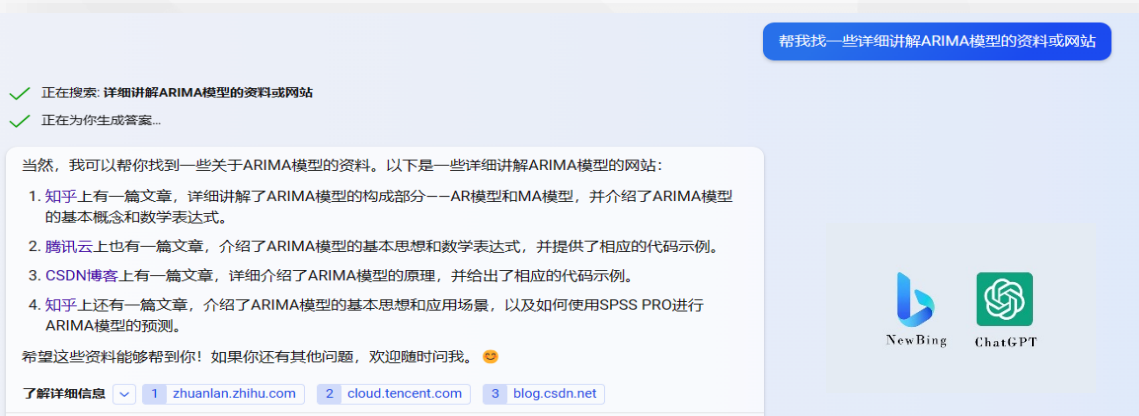 帮我找一些详细讲解ARIMA模型的资料或网站
正在搜索: 详细讲解ARIMA模型的资料或网站
正在为你生成答案...
当然，我可以帮你找到一些关于ARIMA模型的资料。以下是一些详细讲解ARIMA模型的网站：
1. 知乎上有一篇文章，详细讲解了ARIMA模型的构成部分——AR模型和MA模型，并介绍了ARIMA模型
的基本概念和数学表达式。
2. 腾讯云上也有一篇文章，介绍了ARIMA模型的基本思想和数学表达式，并提供了相应的代码示例。
3. CSDN博客上有一篇文章，详细介绍了ARIMA模型的原理，并给出了相应的代码示例。
4. 知乎上还有一篇文章，介绍了ARIMA模型的基本思想和应用场景，以及如何使用SPSS PRO进行
ARIMA模型的预测。
希望这些资料能够帮到你！如果你还有其他问题，欢迎随时问我。😊
了解详细信息 1 zhuanlan.zhihu.com 2 cloud.tencent.com 3 blog.csdn.net
NewBing ChatGPT